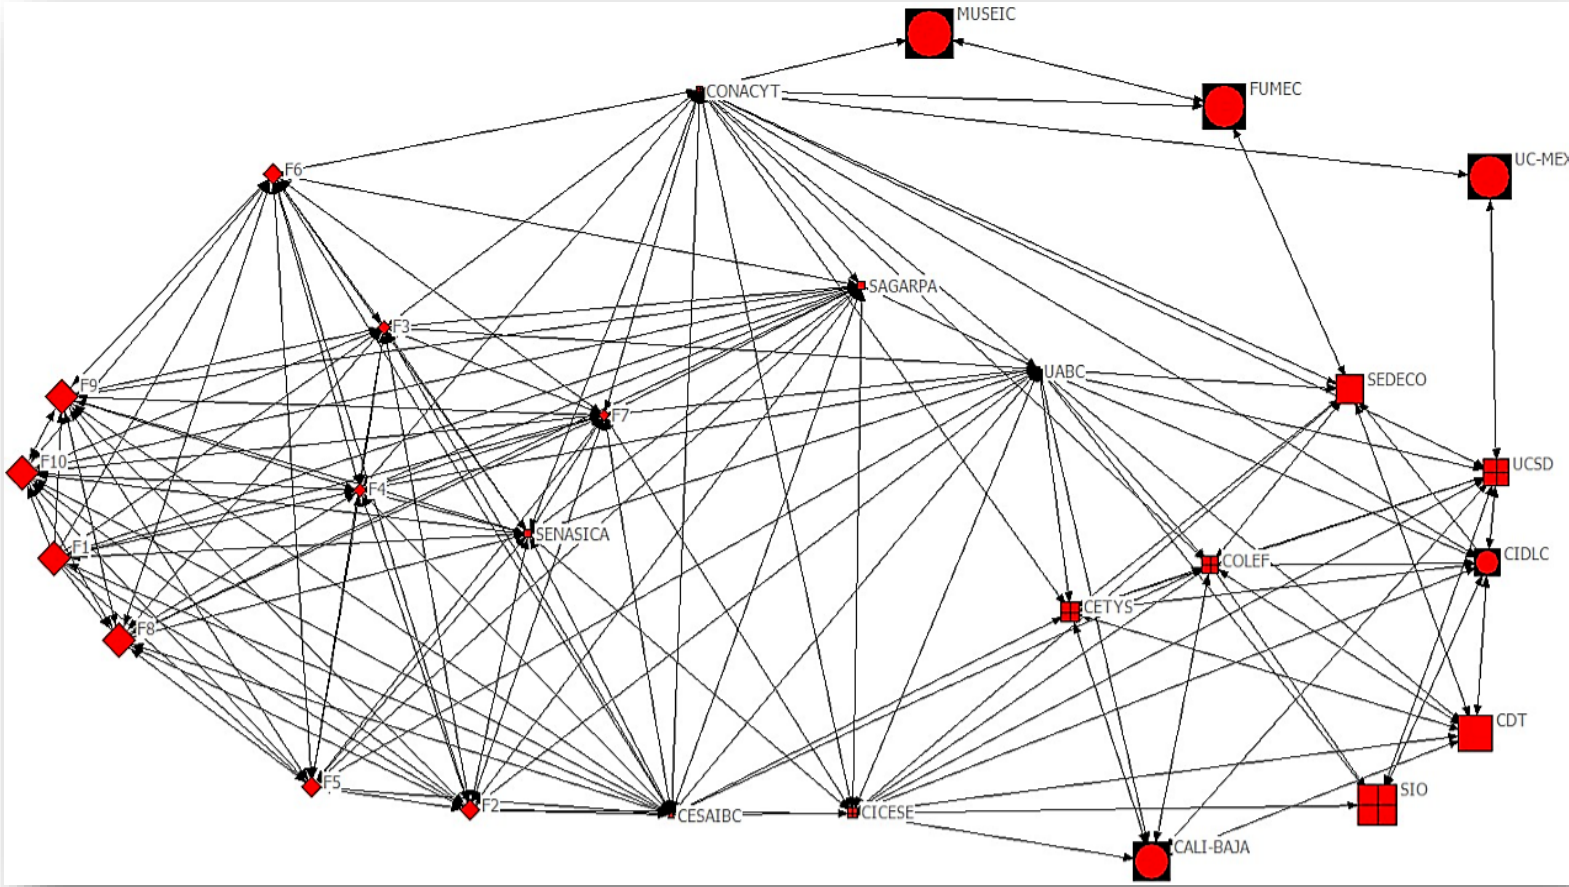 MUSEIC
FUMEC
CONACYT
UC-MEX
F6
SAGARPA
F3
UABC
SEDECO
F9
F7
F10
UCSD
F4
SENASICA
F1
CIDLC
COLEF
CETYS
F8
CDT
F5
SIO
F2
CESAIBC
CICESE
CALI-BAJA